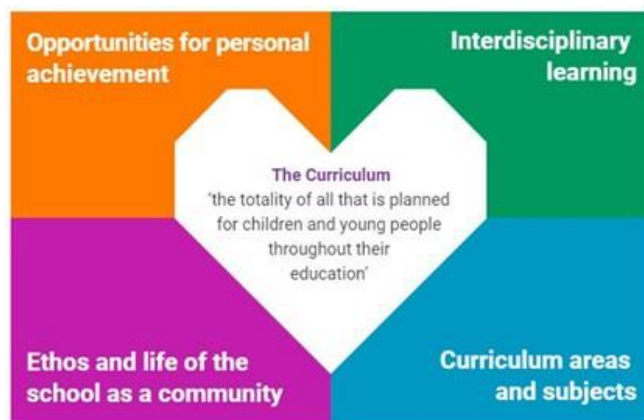 Opportunities for personal
achievement
Interdisciplinary
learning
The Curriculum
‘the totality of all that is planned
for children and young people
throughout their
education’
Ethos and life of the
school as a community
Curriculum areas
and subjects